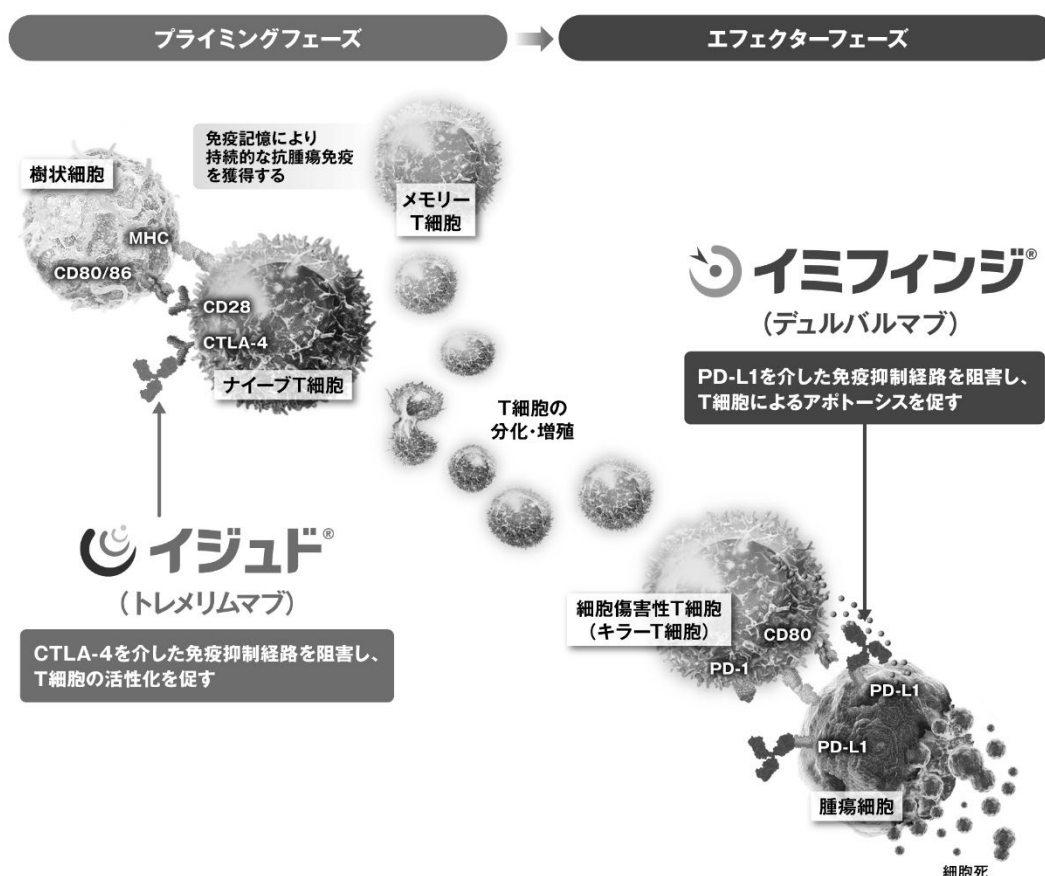 プライミングフェーズ
エフェクターフェーズ
免疫記憶により
持続的な抗腫瘍免疫
を獲得する
樹状細胞
メモリー
T細胞
MHC
CD80/86
CD28
CTLA-4
ナイーブT細胞
イミフィンジ®
（デュルバルマブ）
PD-L1を介した免疫抑制経路を阻害し、
T細胞によるアポトーシスを促す
T細胞の
分化・増殖
イジュド®
（トレメリムマブ）
CTLA-4を介した免疫抑制経路を阻害し、
T細胞の活性化を促す
細胞傷害性T細胞
（キラーT細胞）
CD80
PD-1
PD-L1
PD-L1
腫瘍細胞
細胞死